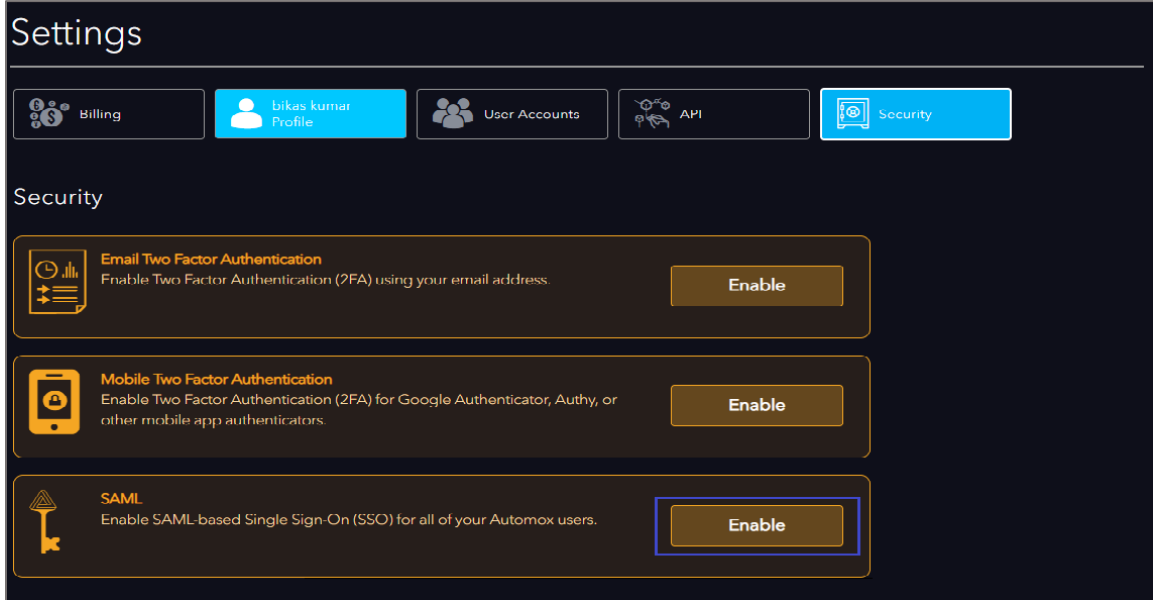 Settings
Billing
bikas kumar
Profile
User Accounts
API
Security
Security
Email Two Factor Authentication
Enable Two Factor Authentication (2FA) using your email address.
Enable
Mobile Two Factor Authentication
Enable Two Factor Authentication (2FA) for Google Authenticator, Authy, or
other mobile app authenticators.
Enable
SAML
Enable SAML-based Single Sign-On (SSO) for all of your Automox users.
Enable